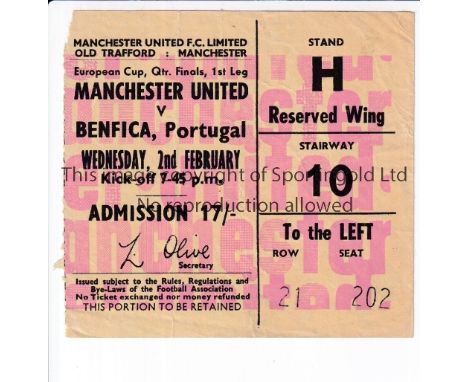 MANCHESTER UNITED F.C. LIMITED
OLD TRAFFORD : MANCHESTER
European Cup, Qtr. Finals, 1st Leg
MANCHESTER UNITED
V
BENFICA, Portugal
WEDNESDAY, 2nd FEBRUARY
Kick-off 7-45 p.m.
ADMISSION 17/-
L. Olive
Secretary
Issued subject to the Rules, Regulations and
Bye-Laws of the Football Association
No Ticket exchanged nor money refunded
THIS PORTION TO BE RETAINED
STAND
H
Reserved Wing
STAIRWAY
10
To the LEFT
ROW SEAT
21 202
This image is copyright of Sportingold Ltd
No reproduction allowed